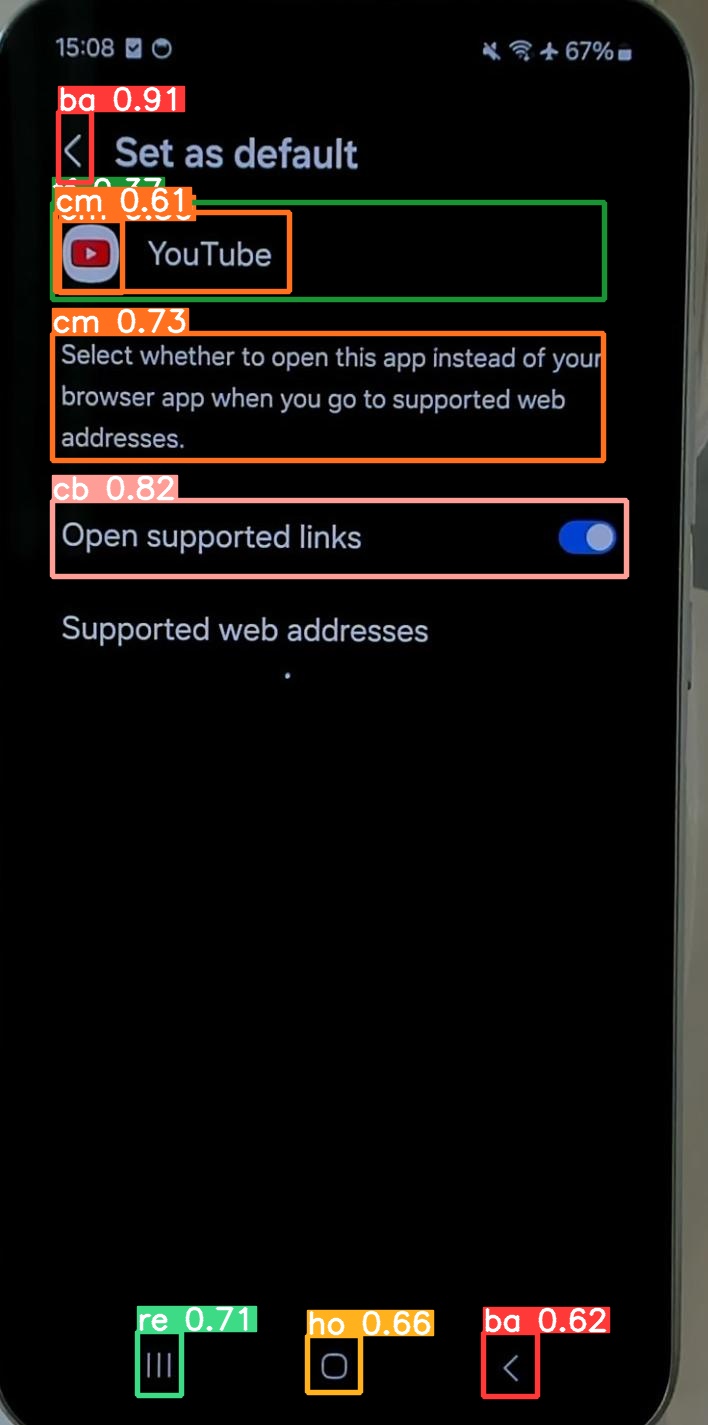 15:08 67%
ba 0.91
Set as default
cm 0.61
YouTube
cm 0.73
Select whether to open this app instead of your
browser app when you go to supported web
addresses.
cb 0.82
Open supported links
Supported web addresses
re 0.71 ho 0.66 ba 0.62